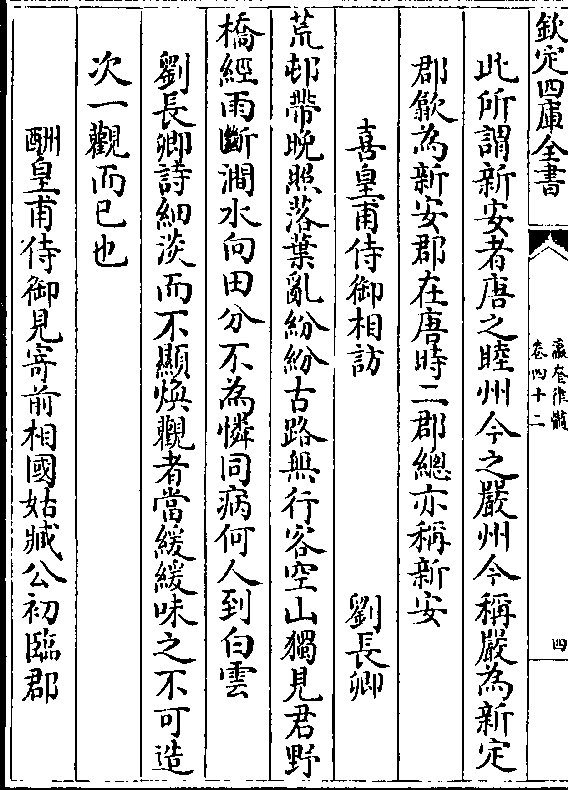 欽定四庫全書
瀛奎律髓
卷四十二
四
此所謂新安者唐之睦州今之嚴州今稱嚴為新定
郡歙為新安郡在唐時二郡總亦稱新安
喜皇甫侍御相訪 劉長卿
荒邨帶晚照落葉亂紛紛古路無行客空山獨見君野
橋經雨斷澗水向田分不為憐同病何人到白雲
劉長卿詩細淡而不顯煥觀者當緩緩味之不可造
次一觀而已也
酬皇甫侍御見寄前相國姑臧公初臨郡